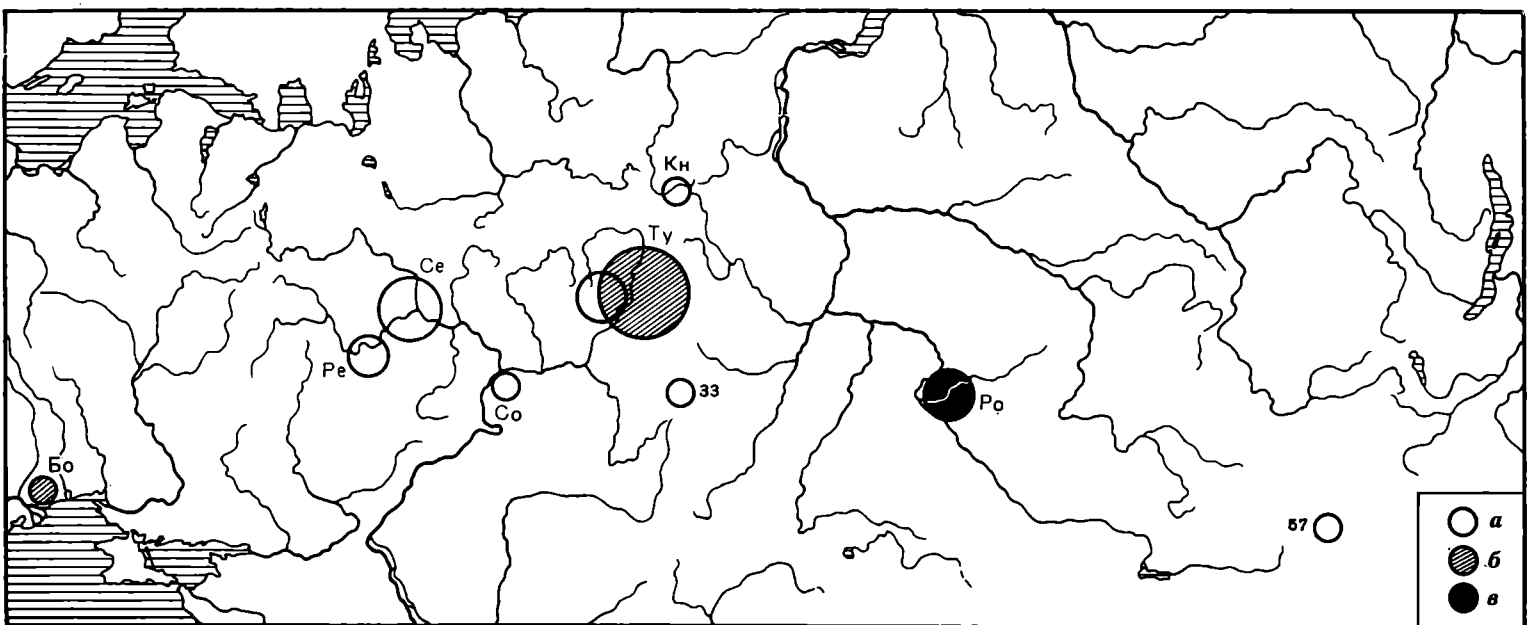 Кн
Ту
Се
Ре
Со
33
Ро
Бо
57
а
б
в